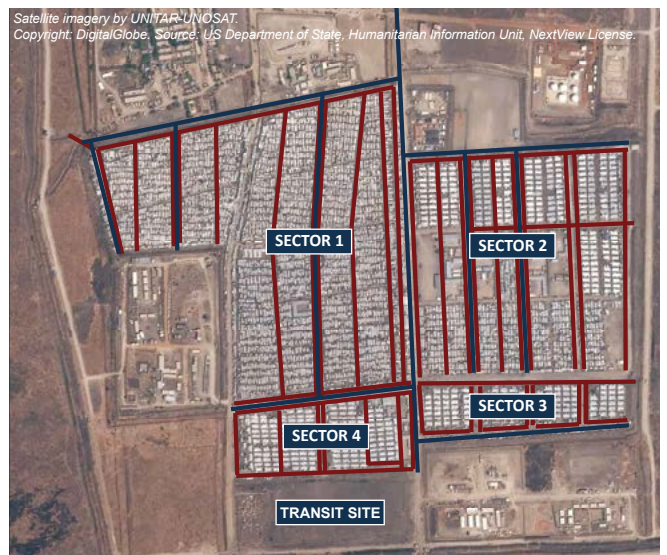 Satellite imagery by UNITAR-UNOSAT.
Copyright: DigitalGlobe. Source: US Department of State, Humanitarian Information Unit, NextView License.
SECTOR 1
SECTOR 2
SECTOR 3
SECTOR 4
TRANSIT SITE